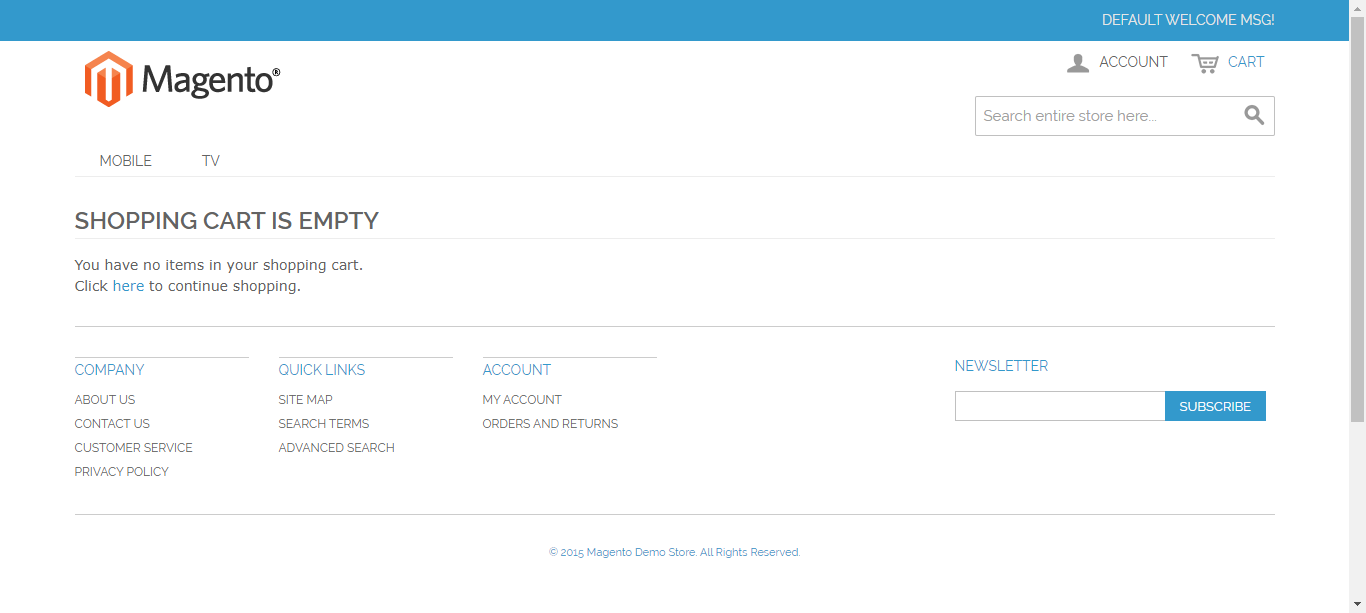 DEFAULT WELCOME MSG!
Magento®
ACCOUNT
CART
Search entire store here...
MOBILE
TV
SHOPPING CART IS EMPTY
You have no items in your shopping cart.
Click here to continue shopping.
COMPANY
ABOUT US
CONTACT US
CUSTOMER SERVICE
PRIVACY POLICY
QUICK LINKS
SITE MAP
SEARCH TERMS
ADVANCED SEARCH
ACCOUNT
MY ACCOUNT
ORDERS AND RETURNS
NEWSLETTER
SUBSCRIBE
© 2015 Magento Demo Store. All Rights Reserved.